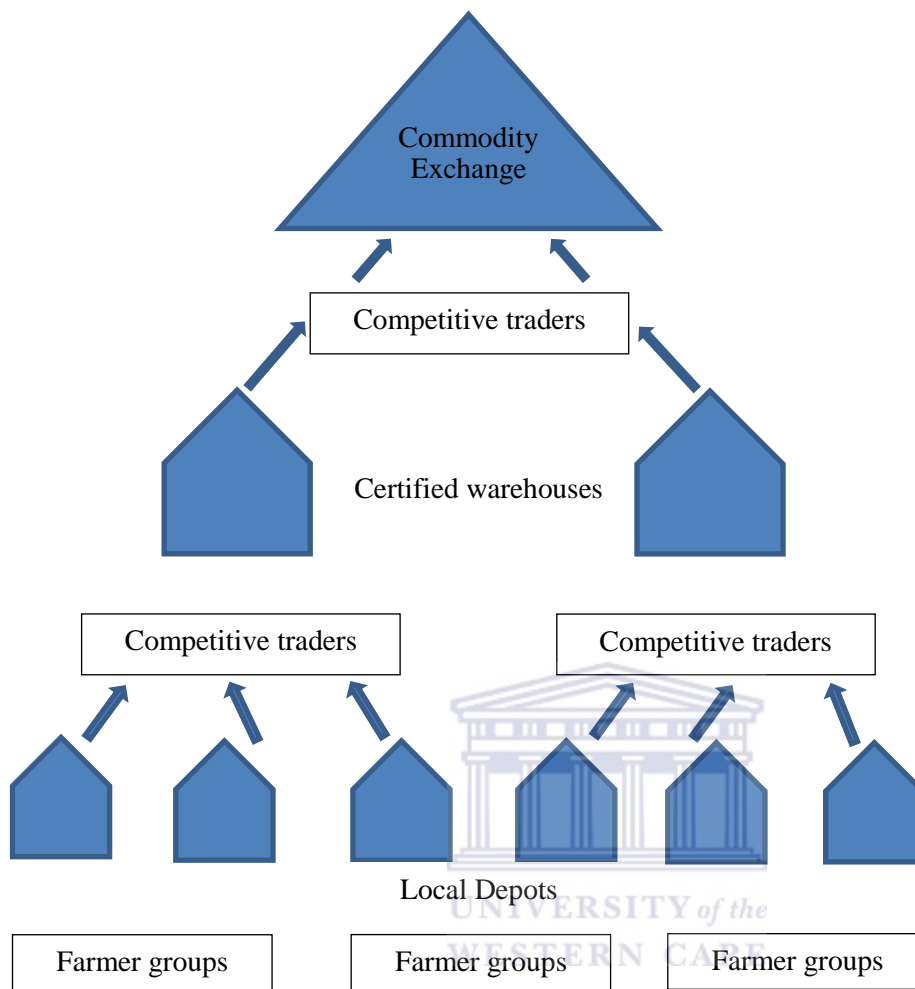 Commodity
Exchange
Competitive traders
Certified warehouses
Competitive traders
Competitive traders
Local Depots
UNIVERSITY of the
WESTERN CAPE
Farmer groups
Farmer groups
Farmer groups